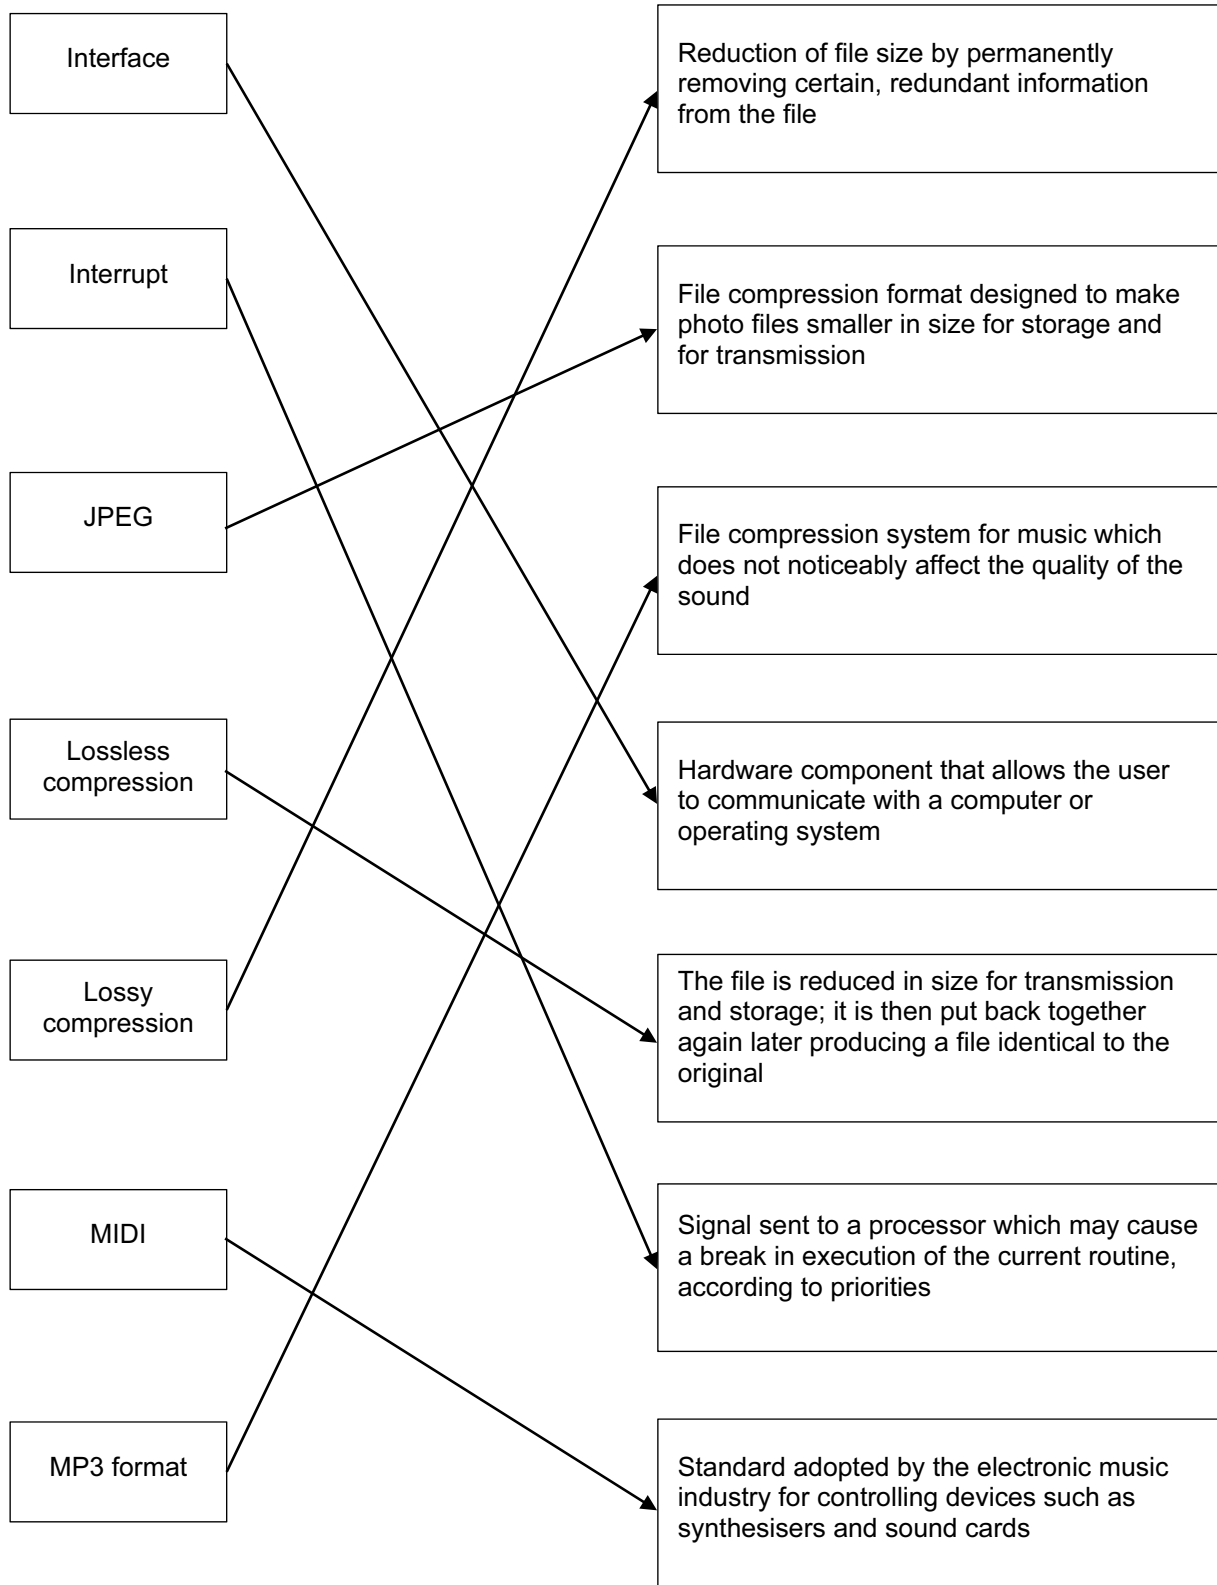 Interface
Reduction of file size by permanently
removing certain, redundant information
from the file
Interrupt
File compression format designed to make
photo files smaller in size for storage and
for transmission
JPEG
File compression system for music which
does not noticeably affect the quality of the
sound
Lossless
compression
Hardware component that allows the user
to communicate with a computer or
operating system
Lossy
compression
The file is reduced in size for transmission
and storage; it is then put back together
again later producing a file identical to the
original
MIDI
Signal sent to a processor which may cause
a break in execution of the current routine,
according to priorities
MP3 format
Standard adopted by the electronic music
industry for controlling devices such as
synthesisers and sound cards